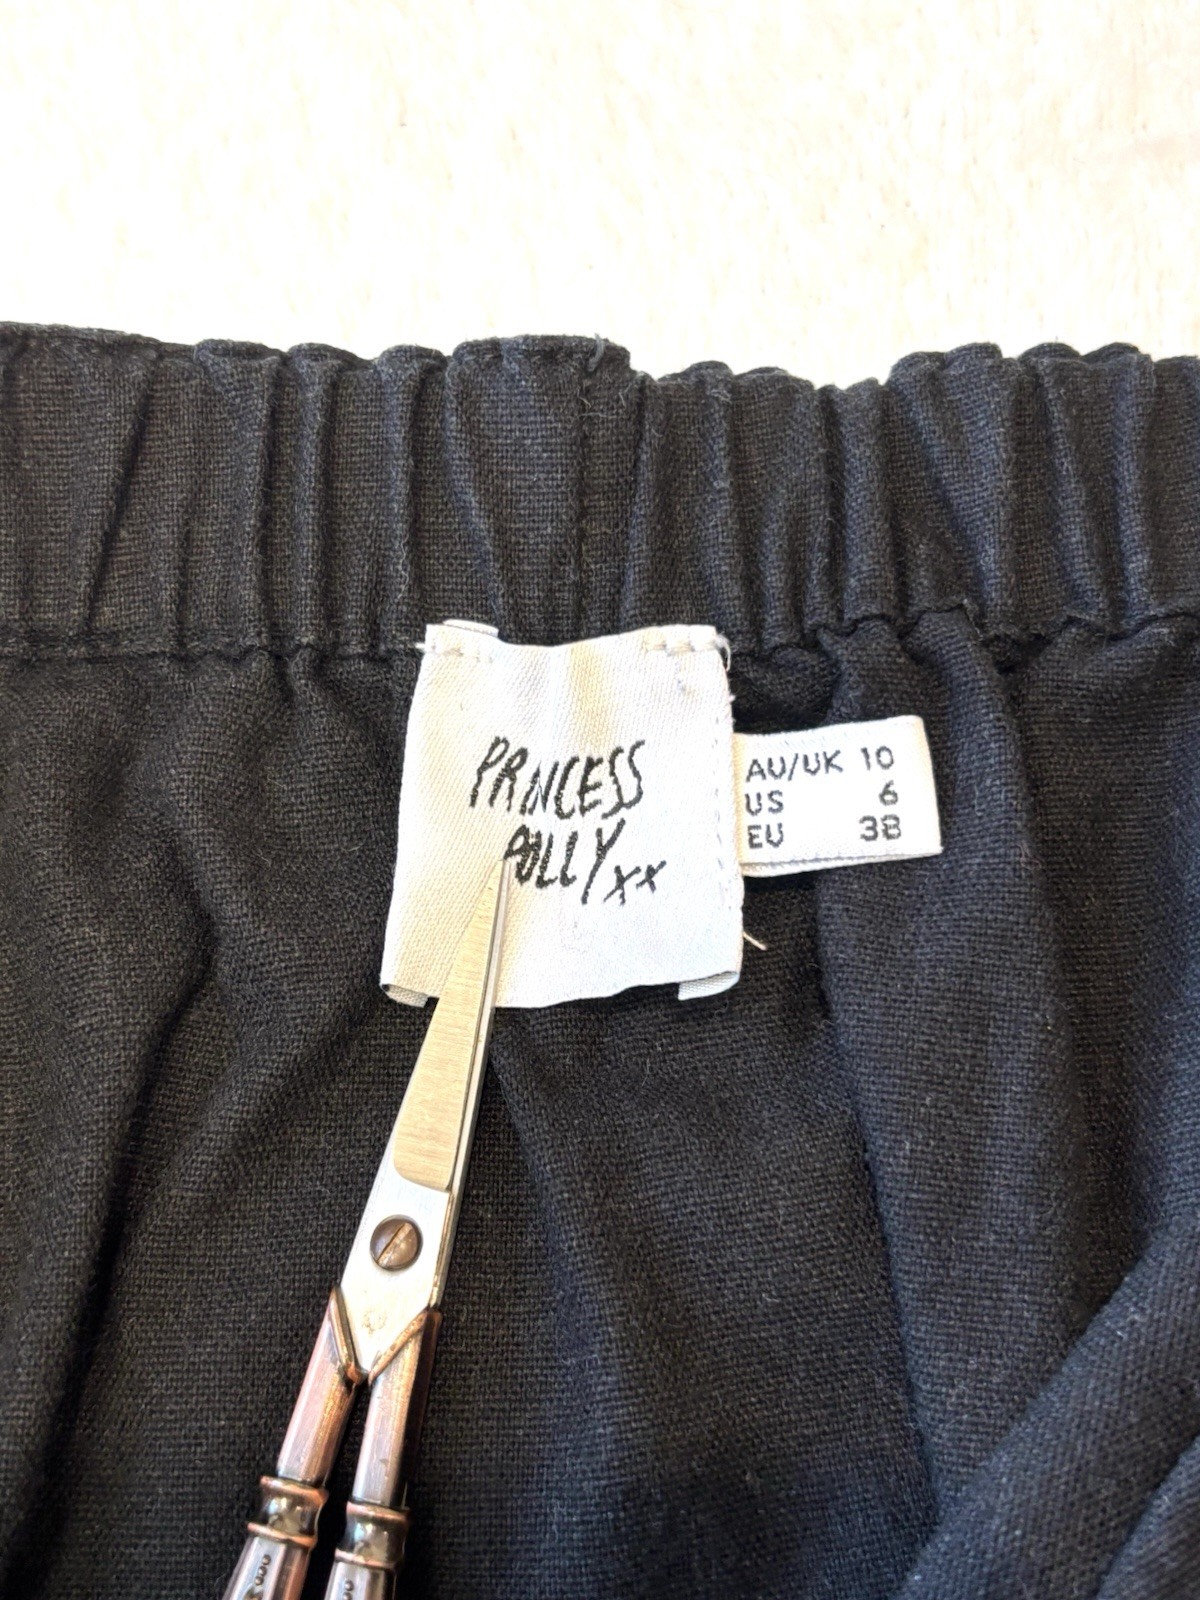 PRINCESS
POLLY xx
AU/UK 10
US 6
EU 38